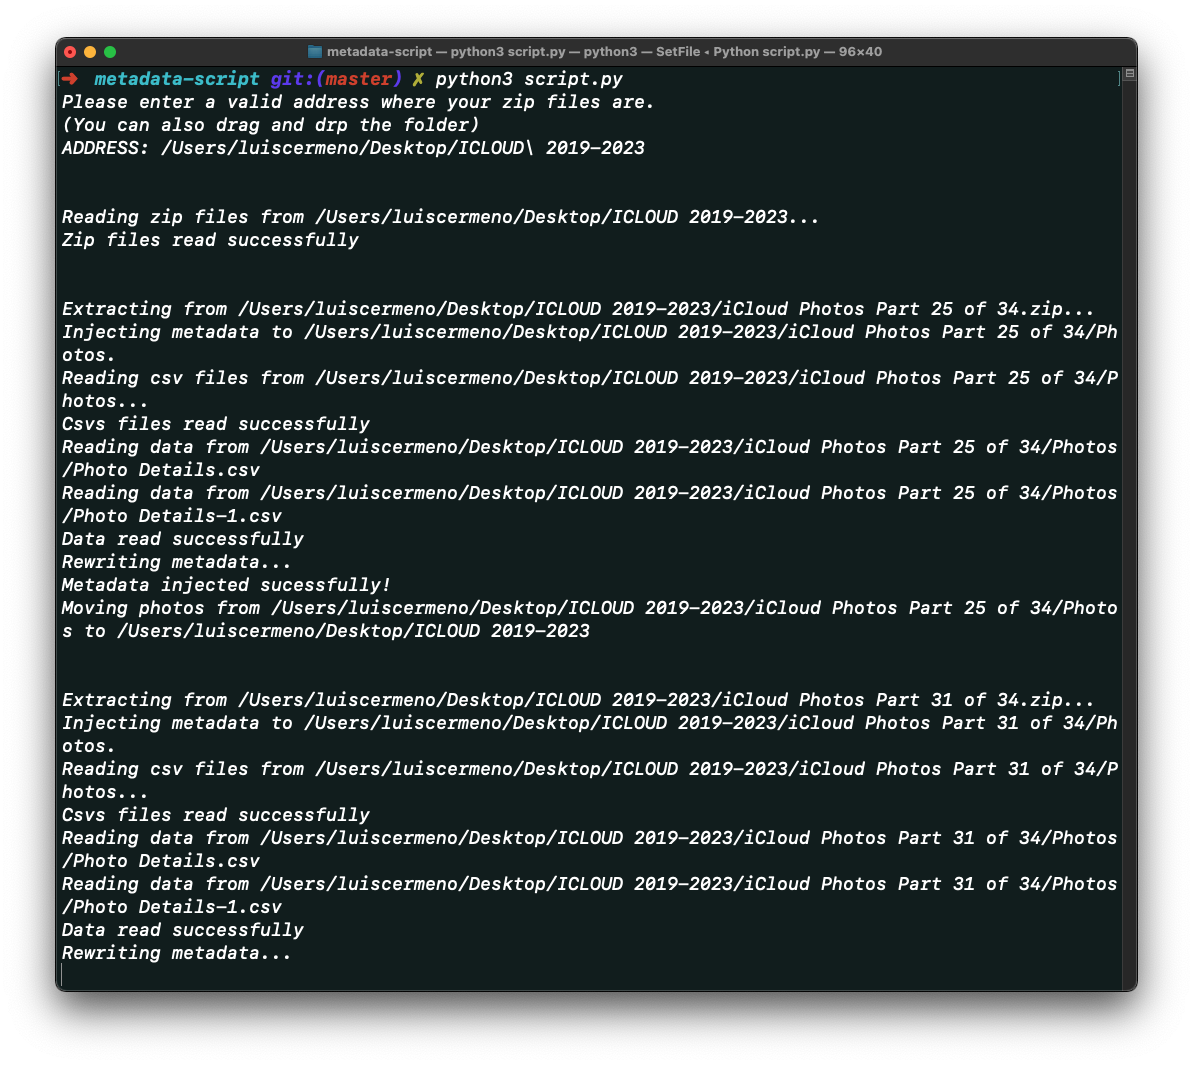 metadata-script — python3 script.py — python3 — SetFile ◂ Python script.py — 96×40
➜ metadata-script git:(master) ✗ python3 script.py
Please enter a valid address where your zip files are.
(You can also drag and drp the folder)
ADDRESS: /Users/luiscermeno/Desktop/ICLOUD\ 2019-2023
Reading zip files from /Users/luiscermeno/Desktop/ICLOUD 2019-2023...
Zip files read successfully
Extracting from /Users/luiscermeno/Desktop/ICLOUD 2019-2023/iCloud Photos Part 25 of 34.zip...
Injecting metadata to /Users/luiscermeno/Desktop/ICLOUD 2019-2023/iCloud Photos Part 25 of 34/Ph
otos.
Reading csv files from /Users/luiscermeno/Desktop/ICLOUD 2019-2023/iCloud Photos Part 25 of 34/P
hotos...
Csvs files read successfully
Reading data from /Users/luiscermeno/Desktop/ICLOUD 2019-2023/iCloud Photos Part 25 of 34/Photos
/Photo Details.csv
Reading data from /Users/luiscermeno/Desktop/ICLOUD 2019-2023/iCloud Photos Part 25 of 34/Photos
/Photo Details-1.csv
Data read successfully
Rewriting metadata...
Metadata injected sucessfully!
Moving photos from /Users/luiscermeno/Desktop/ICLOUD 2019-2023/iCloud Photos Part 25 of 34/Photo
s to /Users/luiscermeno/Desktop/ICLOUD 2019-2023
Extracting from /Users/luiscermeno/Desktop/ICLOUD 2019-2023/iCloud Photos Part 31 of 34.zip...
Injecting metadata to /Users/luiscermeno/Desktop/ICLOUD 2019-2023/iCloud Photos Part 31 of 34/Ph
otos.
Reading csv files from /Users/luiscermeno/Desktop/ICLOUD 2019-2023/iCloud Photos Part 31 of 34/P
hotos...
Csvs files read successfully
Reading data from /Users/luiscermeno/Desktop/ICLOUD 2019-2023/iCloud Photos Part 31 of 34/Photos
/Photo Details.csv
Reading data from /Users/luiscermeno/Desktop/ICLOUD 2019-2023/iCloud Photos Part 31 of 34/Photos
/Photo Details-1.csv
Data read successfully
Rewriting metadata...